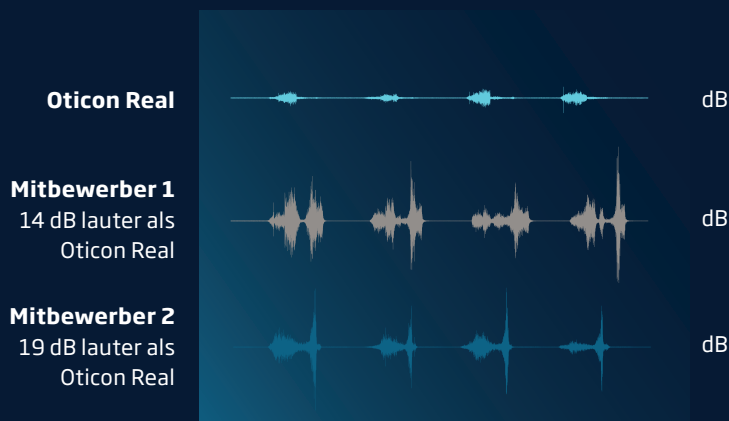 Oticon Real
dB
Mitbewerber 1
14 dB lauter als
Oticon Real
dB
Mitbewerber 2
19 dB lauter als
Oticon Real
dB